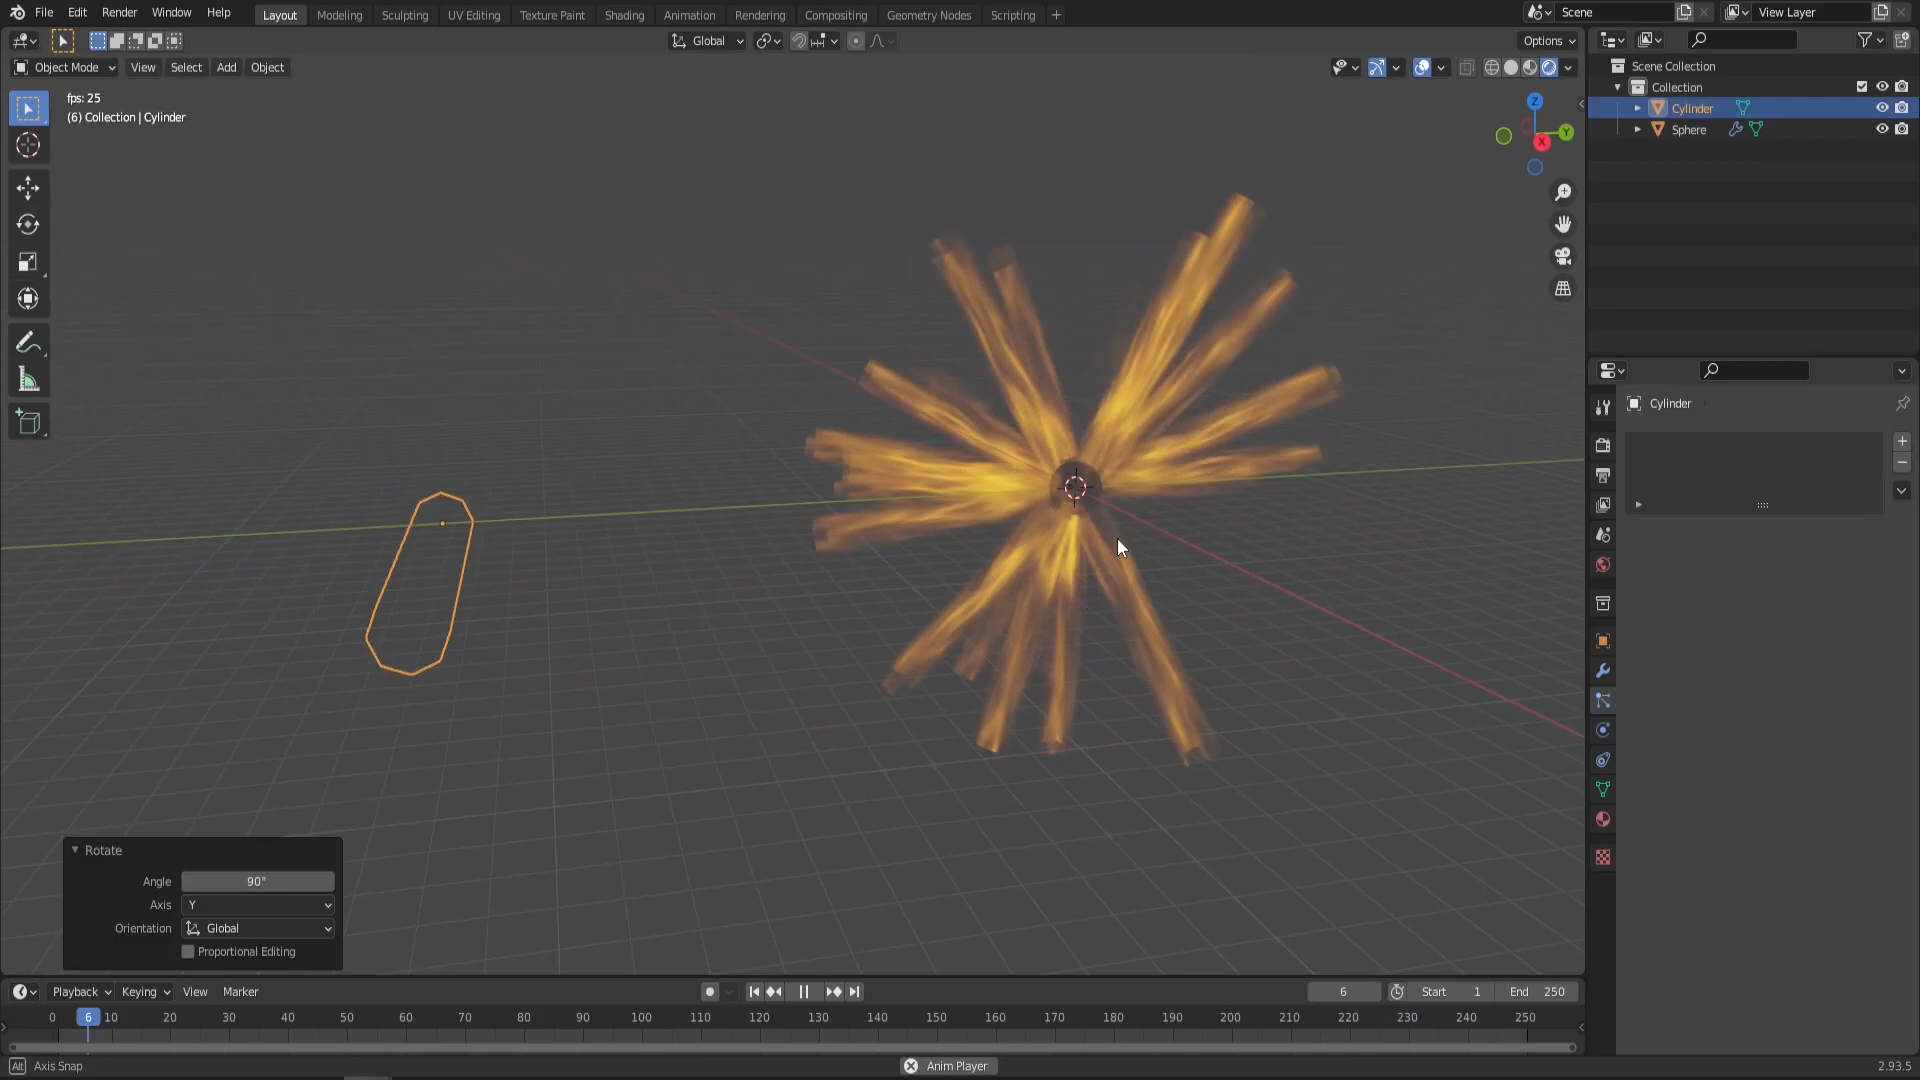 File Edit Render Window Help Layout Modeling Sculpting UV Editing Texture Paint Shading Animation Rendering Compositing Geometry Nodes Scripting + Scene View Layer
Global Options
Object Mode View Select Add Object
Scene Collection
Collection
Cylinder
Sphere
fps: 25
(6) Collection | Cylinder
Z
Y
X
Cylinder
Rotate
Angle 90°
Axis Y
Orientation Global
Proportional Editing
Playback Keying View Marker 6 Start 1 End 250
0 6 10 20 30 40 50 60 70 80 90 100 110 120 130 140 150 160 170 180 190 200 210 220 230 240 250
Alt Axis Snap Anim Player 2.93.5